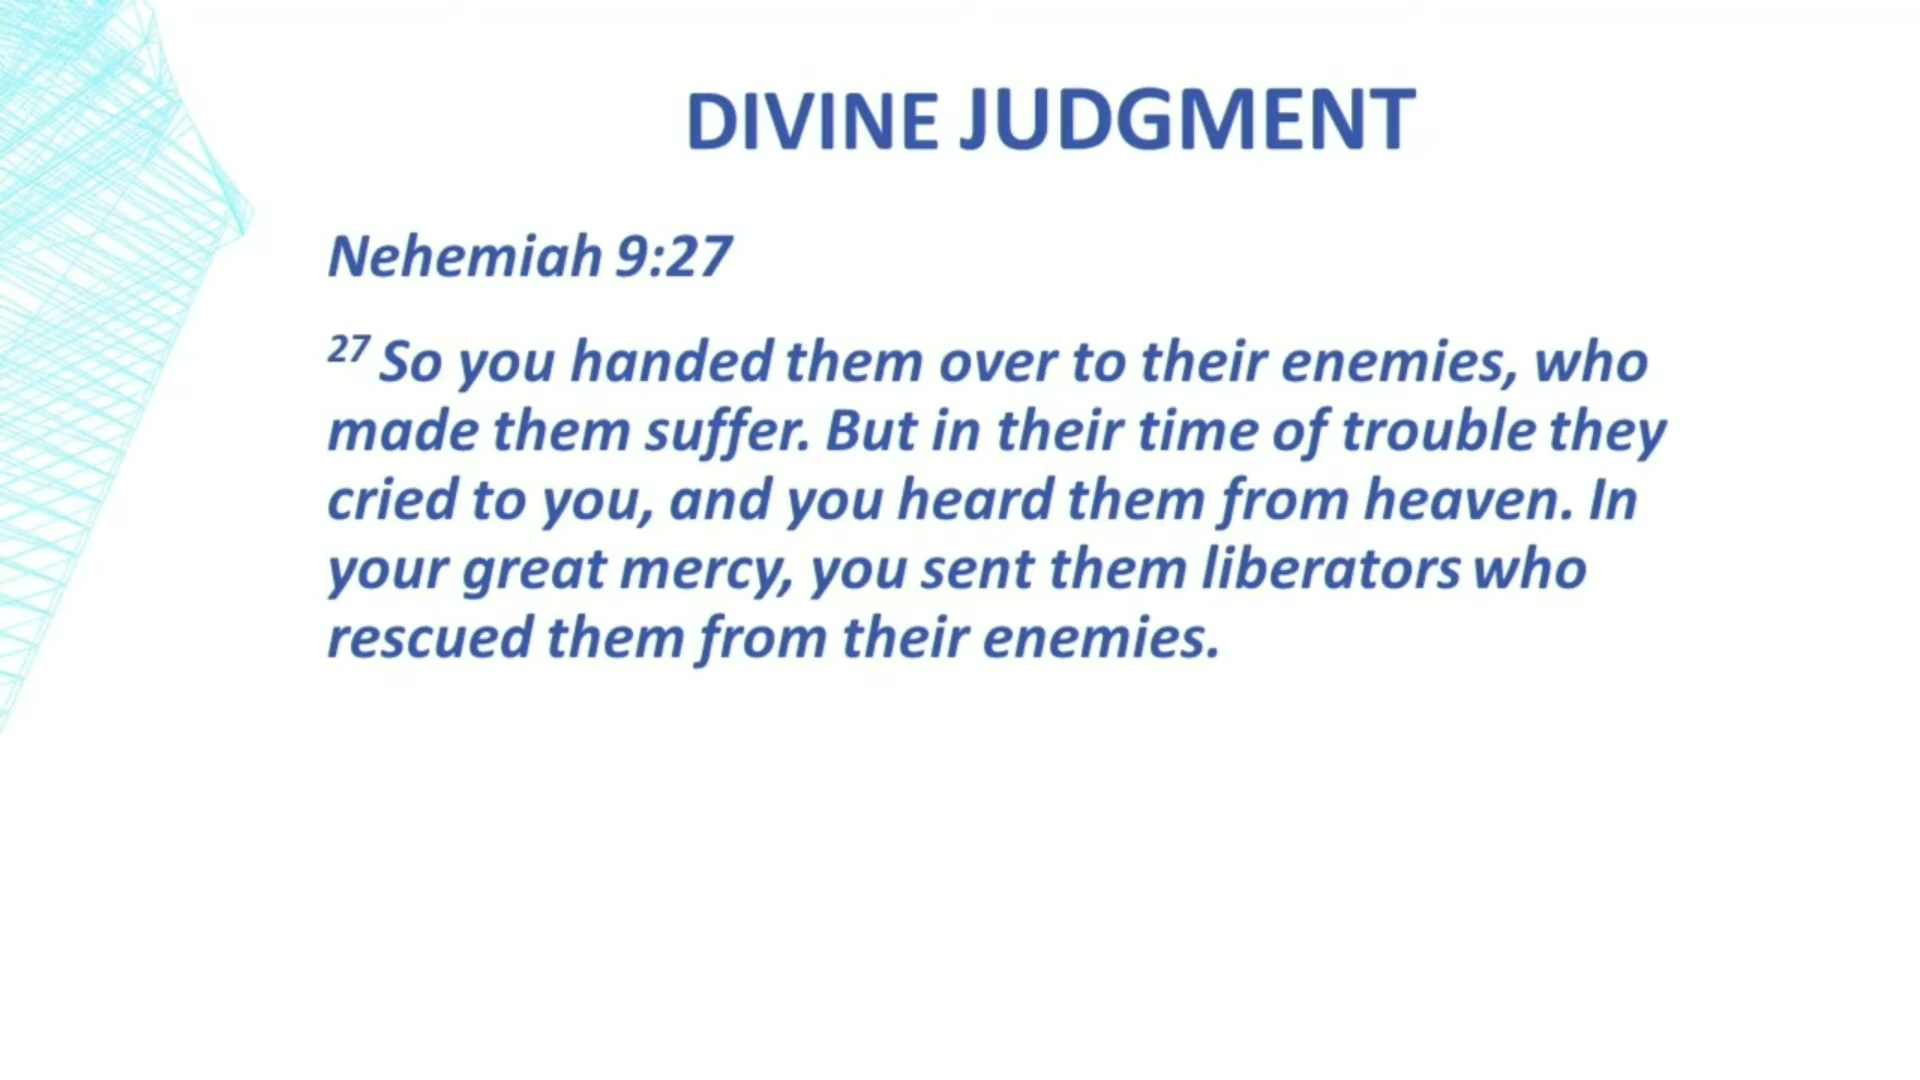 DIVINE JUDGMENT
Nehemiah 9:27
27 So you handed them over to their enemies, who
made them suffer. But in their time of trouble they
cried to you, and you heard them from heaven. In
your great mercy, you sent them liberators who
rescued them from their enemies.